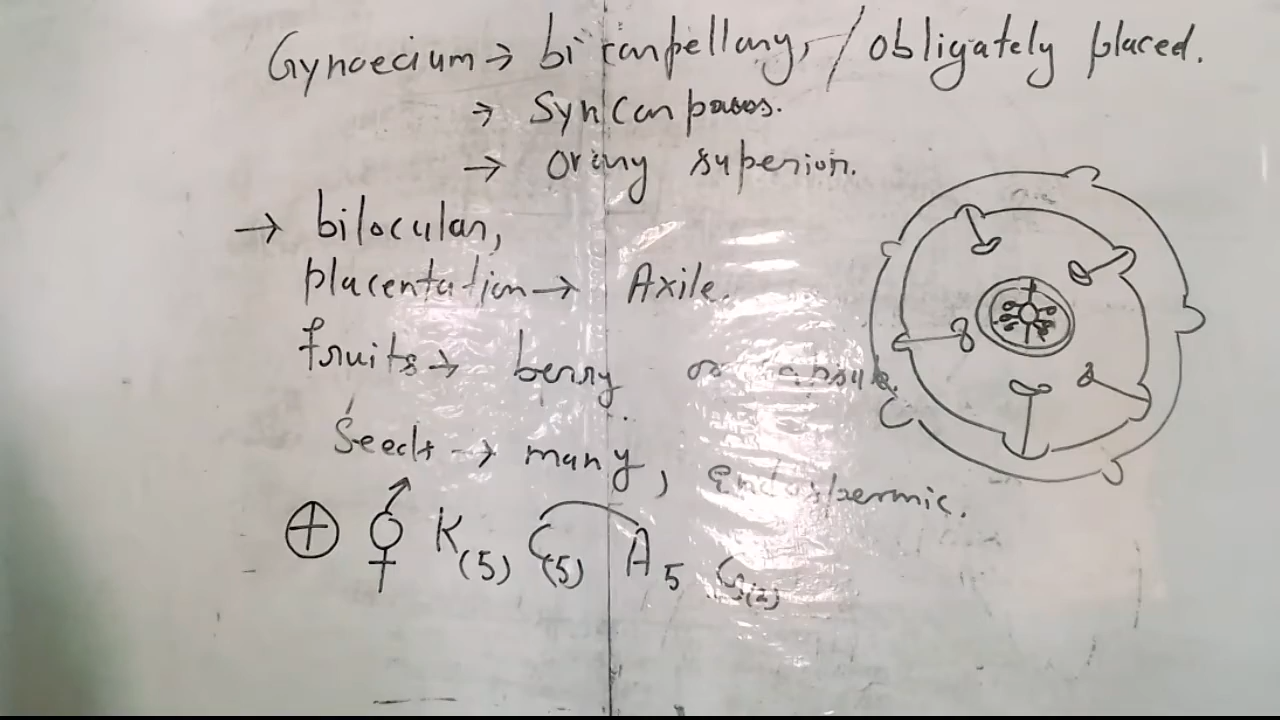 Gynoecium → bicarpellary, / obligately placed.
→ Syncarpous.
→ Ovary superior.
→ bilocular,
placentation → Axile.
fruits → berry or capsule.
Seeds → many, Endospermic.
⊕ ⚥ K(5) C(5) A5 G(2)